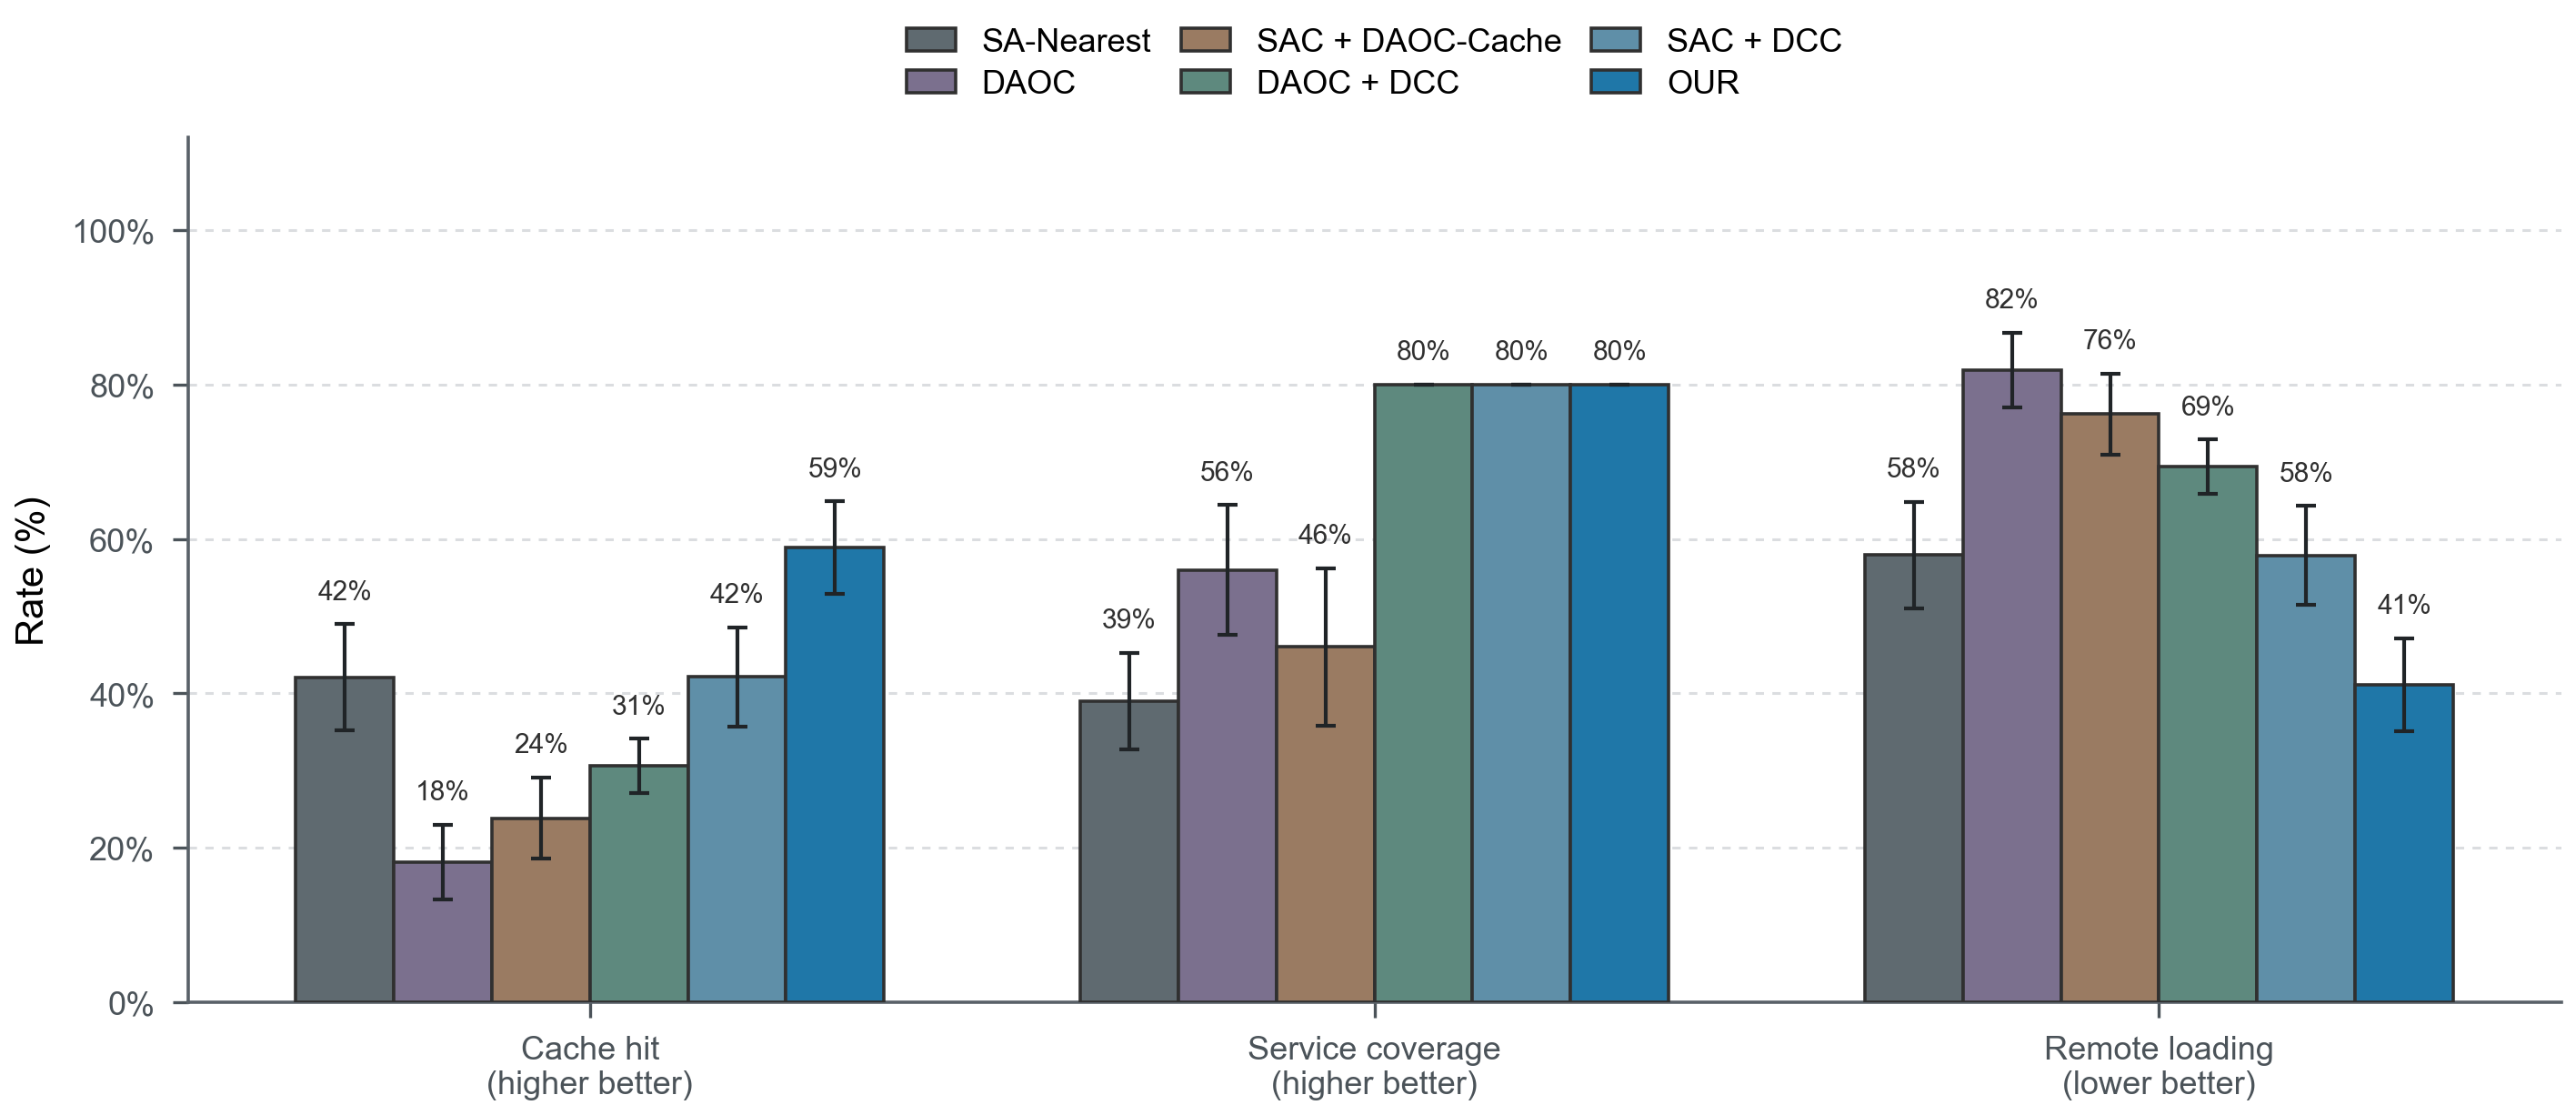 SA-Nearest
DAOC
SAC + DAOC-Cache
DAOC + DCC
SAC + DCC
OUR
Rate (%)
100%
80%
60%
40%
20%
0%
42%
18%
24%
31%
42%
59%
39%
56%
46%
80%
80%
80%
58%
82%
76%
69%
58%
41%
Cache hit
(higher better)
Service coverage
(higher better)
Remote loading
(lower better)